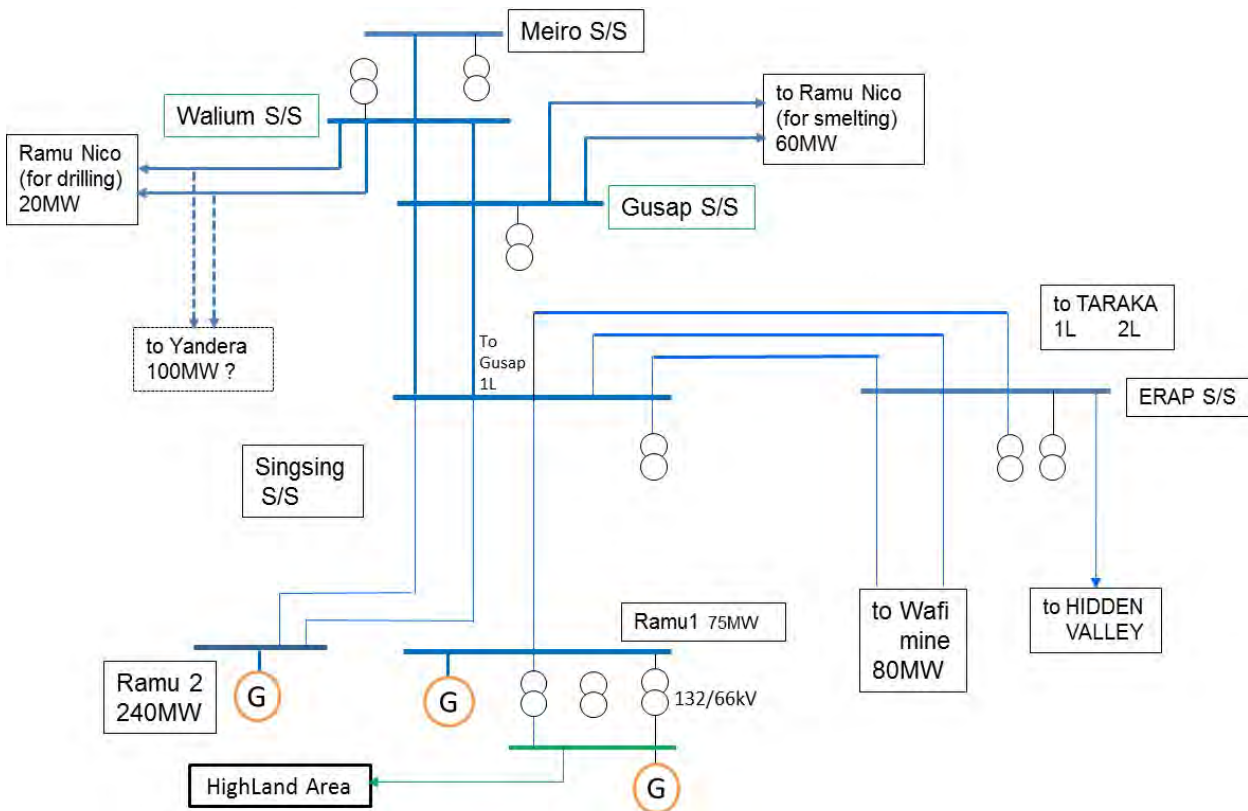 Meiro S/S
Walium S/S
to Ramu Nico
(for smelting)
60MW
Ramu Nico
(for drilling)
20MW
Gusap S/S
to Yandera
100MW ?
To
Gusap
1L
to TARAKA
1L 2L
ERAP S/S
Singsing
S/S
to Wafi
mine
80MW
to HIDDEN
VALLEY
Ramu1 75MW
Ramu 2
240MW
G
G
132/66kV
HighLand Area
G